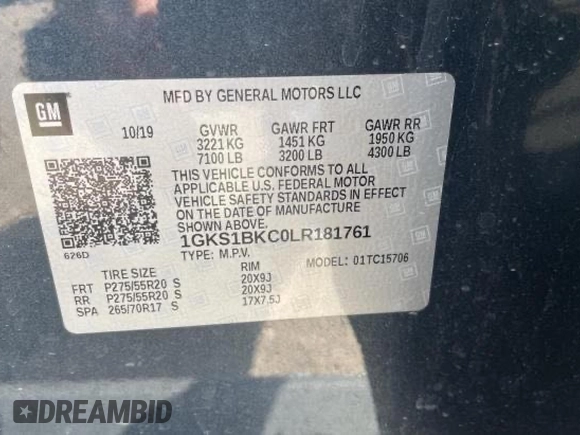 GM
MFD BY GENERAL MOTORS LLC
10/19 GVWR GAWR FRT GAWR RR
3221 KG 1451 KG 1950 KG
7100 LB 3200 LB 4300 LB
THIS VEHICLE CONFORMS TO ALL
APPLICABLE U.S. FEDERAL MOTOR
VEHICLE SAFETY STANDARDS IN EFFECT
ON THE DATE OF MANUFACTURE
SHOWN ABOVE.
1GKS1BKC0LR181761
626D
TYPE: M.P.V. MODEL: 01TC15706
TIRE SIZE RIM
FRT P275/55R20 S 20X9J
RR P275/55R20 S 20X9J
SPA 265/70R17 S 17X7.5J
DREAMBID